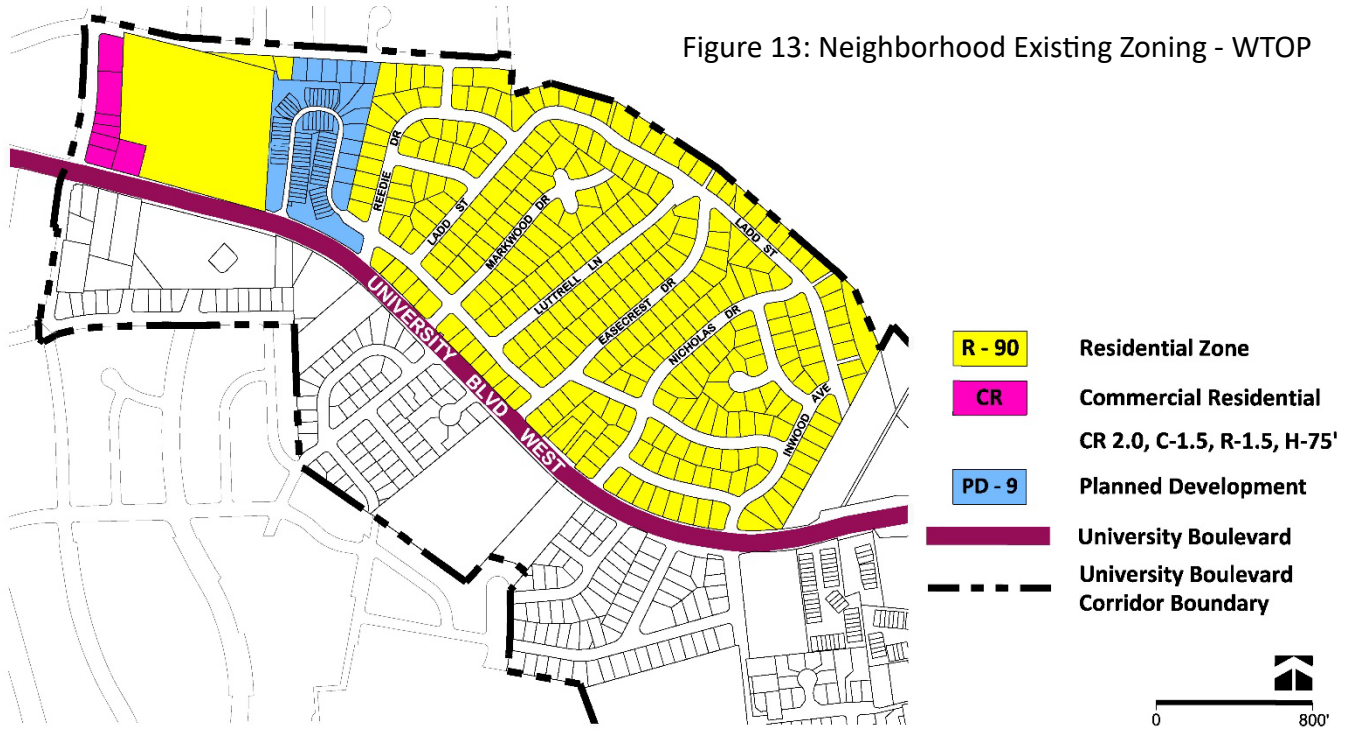 Figure 13: Neighborhood Existing Zoning - WTOP
REEDIE DR
LADD ST
MARKWOOD DR
LUTTRELL LN
EASECREST DR
LADD ST
NICHOLAS DR
INWOOD AVE
UNIVERSITY BLVD WEST
R - 90 Residential Zone
CR Commercial Residential
CR 2.0, C-1.5, R-1.5, H-75'
PD - 9 Planned Development
University Boulevard
University Boulevard
Corridor Boundary
0 800'